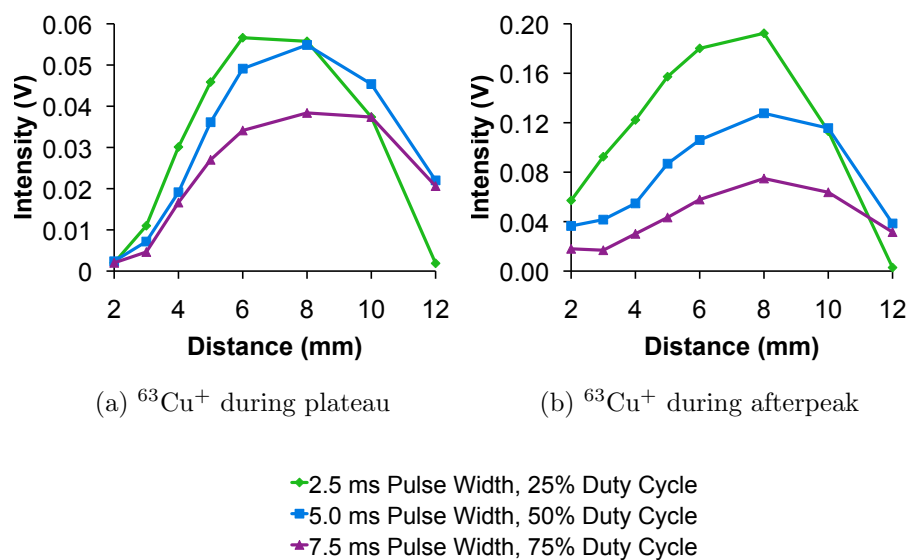 0.06
0.05
0.04
0.03
0.02
0.01
0
Intensity (V)
2 4 6 8 10 12
Distance (mm)
(a) ⁶³Cu⁺ during plateau
0.20
0.16
0.12
0.08
0.04
0.00
Intensity (V)
2 4 6 8 10 12
Distance (mm)
(b) ⁶³Cu⁺ during afterpeak
2.5 ms Pulse Width, 25% Duty Cycle
5.0 ms Pulse Width, 50% Duty Cycle
7.5 ms Pulse Width, 75% Duty Cycle